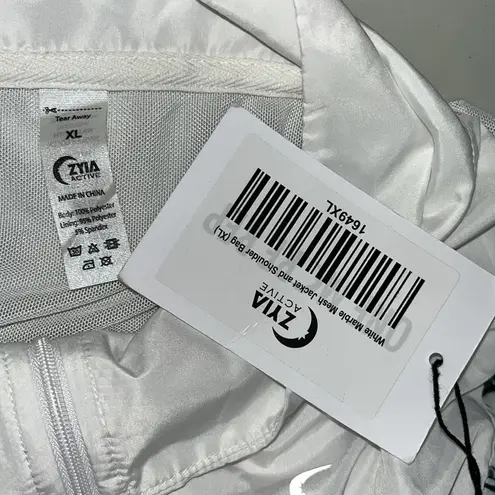 Tear Away
XL
ZYIA
ACTIVE
MADE IN CHINA
Body: 100% Polyester
Lining: 95% Polyester
5% Spandex
1649XL
White Marble Mesh Jacket and Shoulder Bag (XL)
ZYIA
ACTIVE